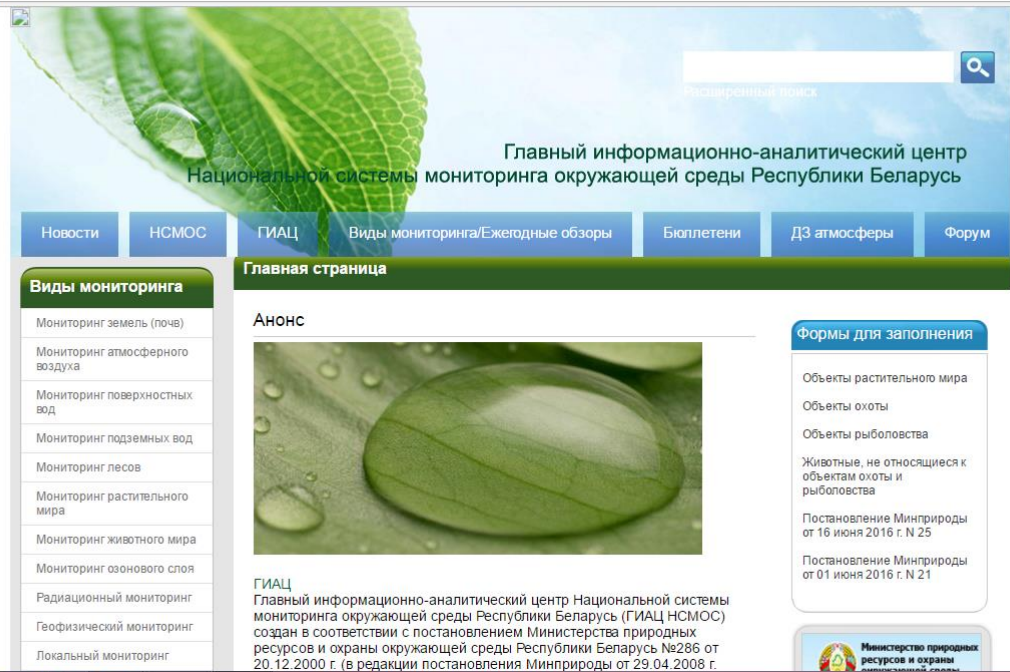 Расширенный поиск
Главный информационно-аналитический центр
Национальной системы мониторинга окружающей среды Республики Беларусь
Новости
НСМОС
ГИАЦ
Виды мониторинга/Ежегодные обзоры
Бюллетени
ДЗ атмосферы
Форум
Виды мониторинга
Мониторинг земель (почв)
Мониторинг атмосферного
воздуха
Мониторинг поверхностных
вод
Мониторинг подземных вод
Мониторинг лесов
Мониторинг растительного
мира
Мониторинг животного мира
Мониторинг озонового слоя
Радиационный мониторинг
Геофизический мониторинг
Локальный мониторинг
Главная страница
Анонс
ГИАЦ
Главный информационно-аналитический центр Национальной системы
мониторинга окружающей среды Республики Беларусь (ГИАЦ НСМОС)
создан в соответствии с постановлением Министерства природных
ресурсов и охраны окружающей среды Республики Беларусь №286 от
20.12.2000 г. (в редакции постановления Минприроды от 29.04.2008 г.
Формы для заполнения
Объекты растительного мира
Объекты охоты
Объекты рыболовства
Животные, не относящиеся к
объектам охоты и
рыболовства
Постановление Минприроды
от 16 июня 2016 г. N 25
Постановление Минприроды
от 01 июня 2016 г. N 21
Министерство природных
ресурсов и охраны
окружающей среды